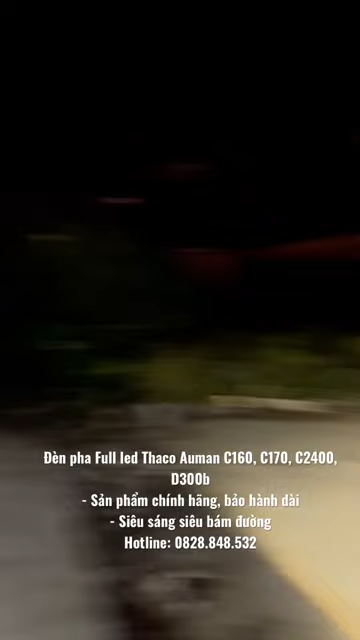 Đèn pha Full led Thaco Auman C160, C170, C2400,
D300b
- Sản phẩm chính hãng, bảo hành dài
- Siêu sáng siêu bám đường
Hotline: 0828.848.532